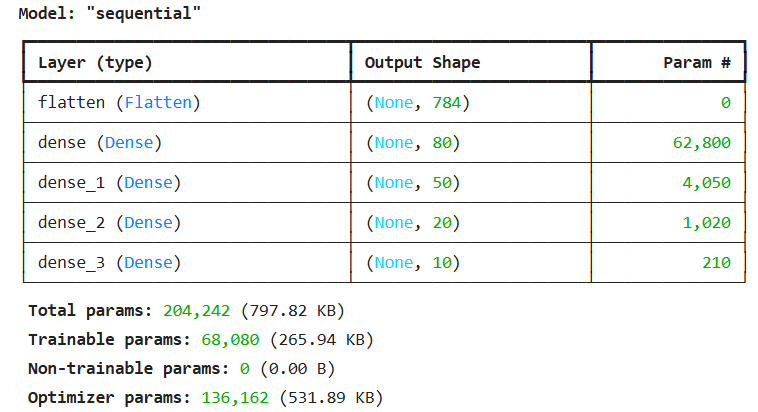 Model: "sequential"
Layer (type) Output Shape Param #
flatten (Flatten) (None, 784) 0
dense (Dense) (None, 80) 62,800
dense_1 (Dense) (None, 50) 4,050
dense_2 (Dense) (None, 20) 1,020
dense_3 (Dense) (None, 10) 210
Total params: 204,242 (797.82 KB)
Trainable params: 68,080 (265.94 KB)
Non-trainable params: 0 (0.00 B)
Optimizer params: 136,162 (531.89 KB)